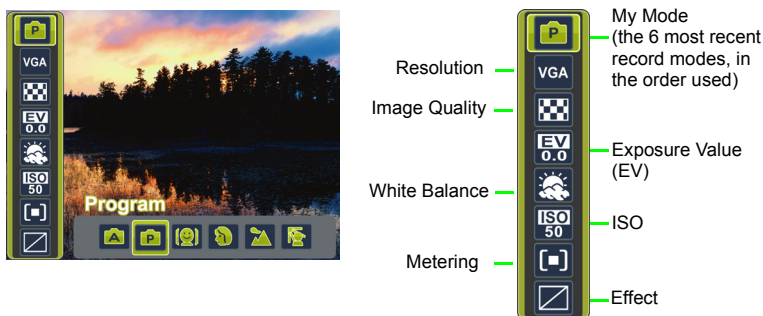 P
VGA
EV
0.0
ISO
50
Program
A P
Resolution
Image Quality
White Balance
Metering
P
VGA
EV
0.0
ISO
50
My Mode
(the 6 most recent
record modes, in
the order used)
Exposure Value
(EV)
ISO
Effect